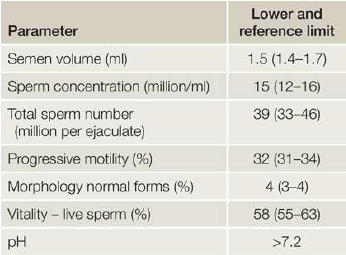 Parameter Lower and
reference limit
Semen volume (ml) 1.5 (1.4–1.7)
Sperm concentration (million/ml) 15 (12–16)
Total sperm number 39 (33–46)
(million per ejaculate)
Progressive motility (%) 32 (31–34)
Morphology normal forms (%) 4 (3–4)
Vitality – live sperm (%) 58 (55–63)
pH >7.2